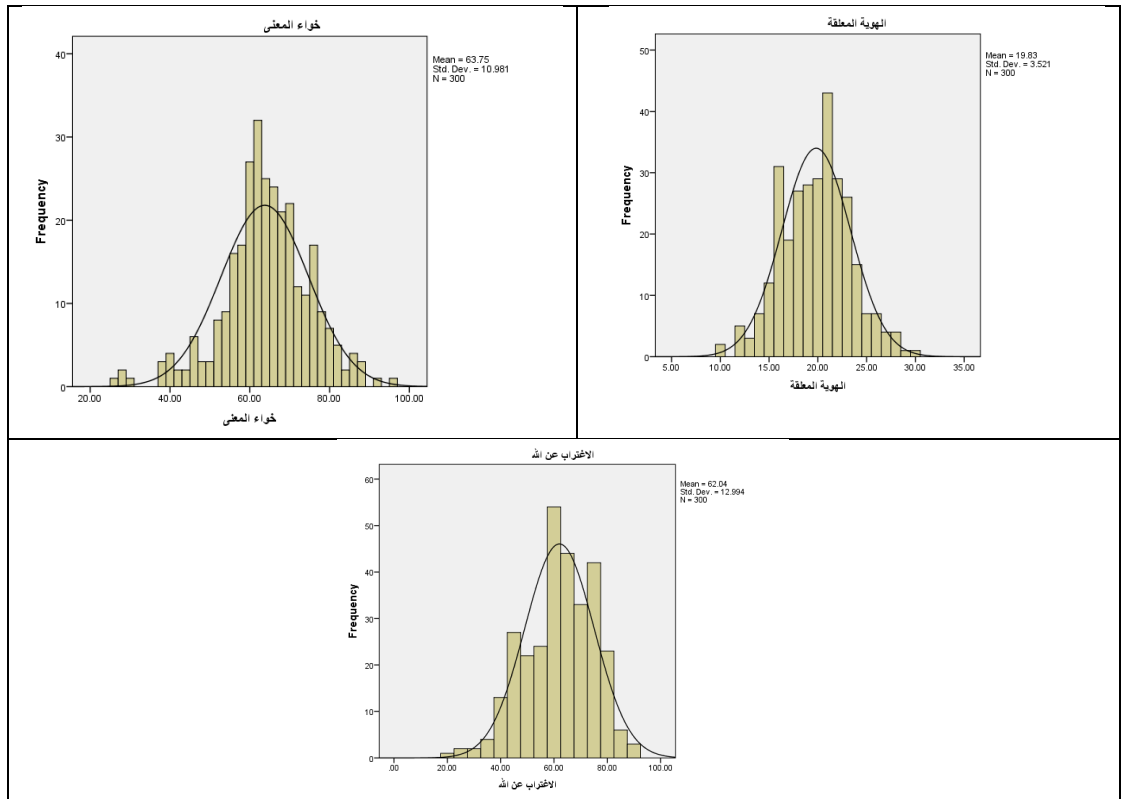 خواء المعنى
Mean = 63.75
Std. Dev. = 10.981
N = 300
40
30
20
10
0
Frequency
20.00 40.00 60.00 80.00 100.00
خواء المعنى
الهوية المعلقة
Mean = 19.83
Std. Dev. = 3.521
N = 300
50
40
30
20
10
0
Frequency
5.00 10.00 15.00 20.00 25.00 30.00 35.00
الهوية المعلقة
الاغتراب عن الله
Mean = 62.04
Std. Dev. = 12.994
N = 300
60
50
40
30
20
10
0
Frequency
.00 20.00 40.00 60.00 80.00 100.00
الاغتراب عن الله